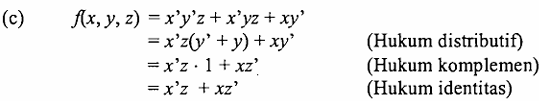 (c) f(x, y, z) = x’y’z + x’yz + xy’
= x’z(y’ + y) + xy’ (Hukum distributif)
= x’z · 1 + xz’ (Hukum komplemen)
= x’z + xz’ (Hukum identitas)